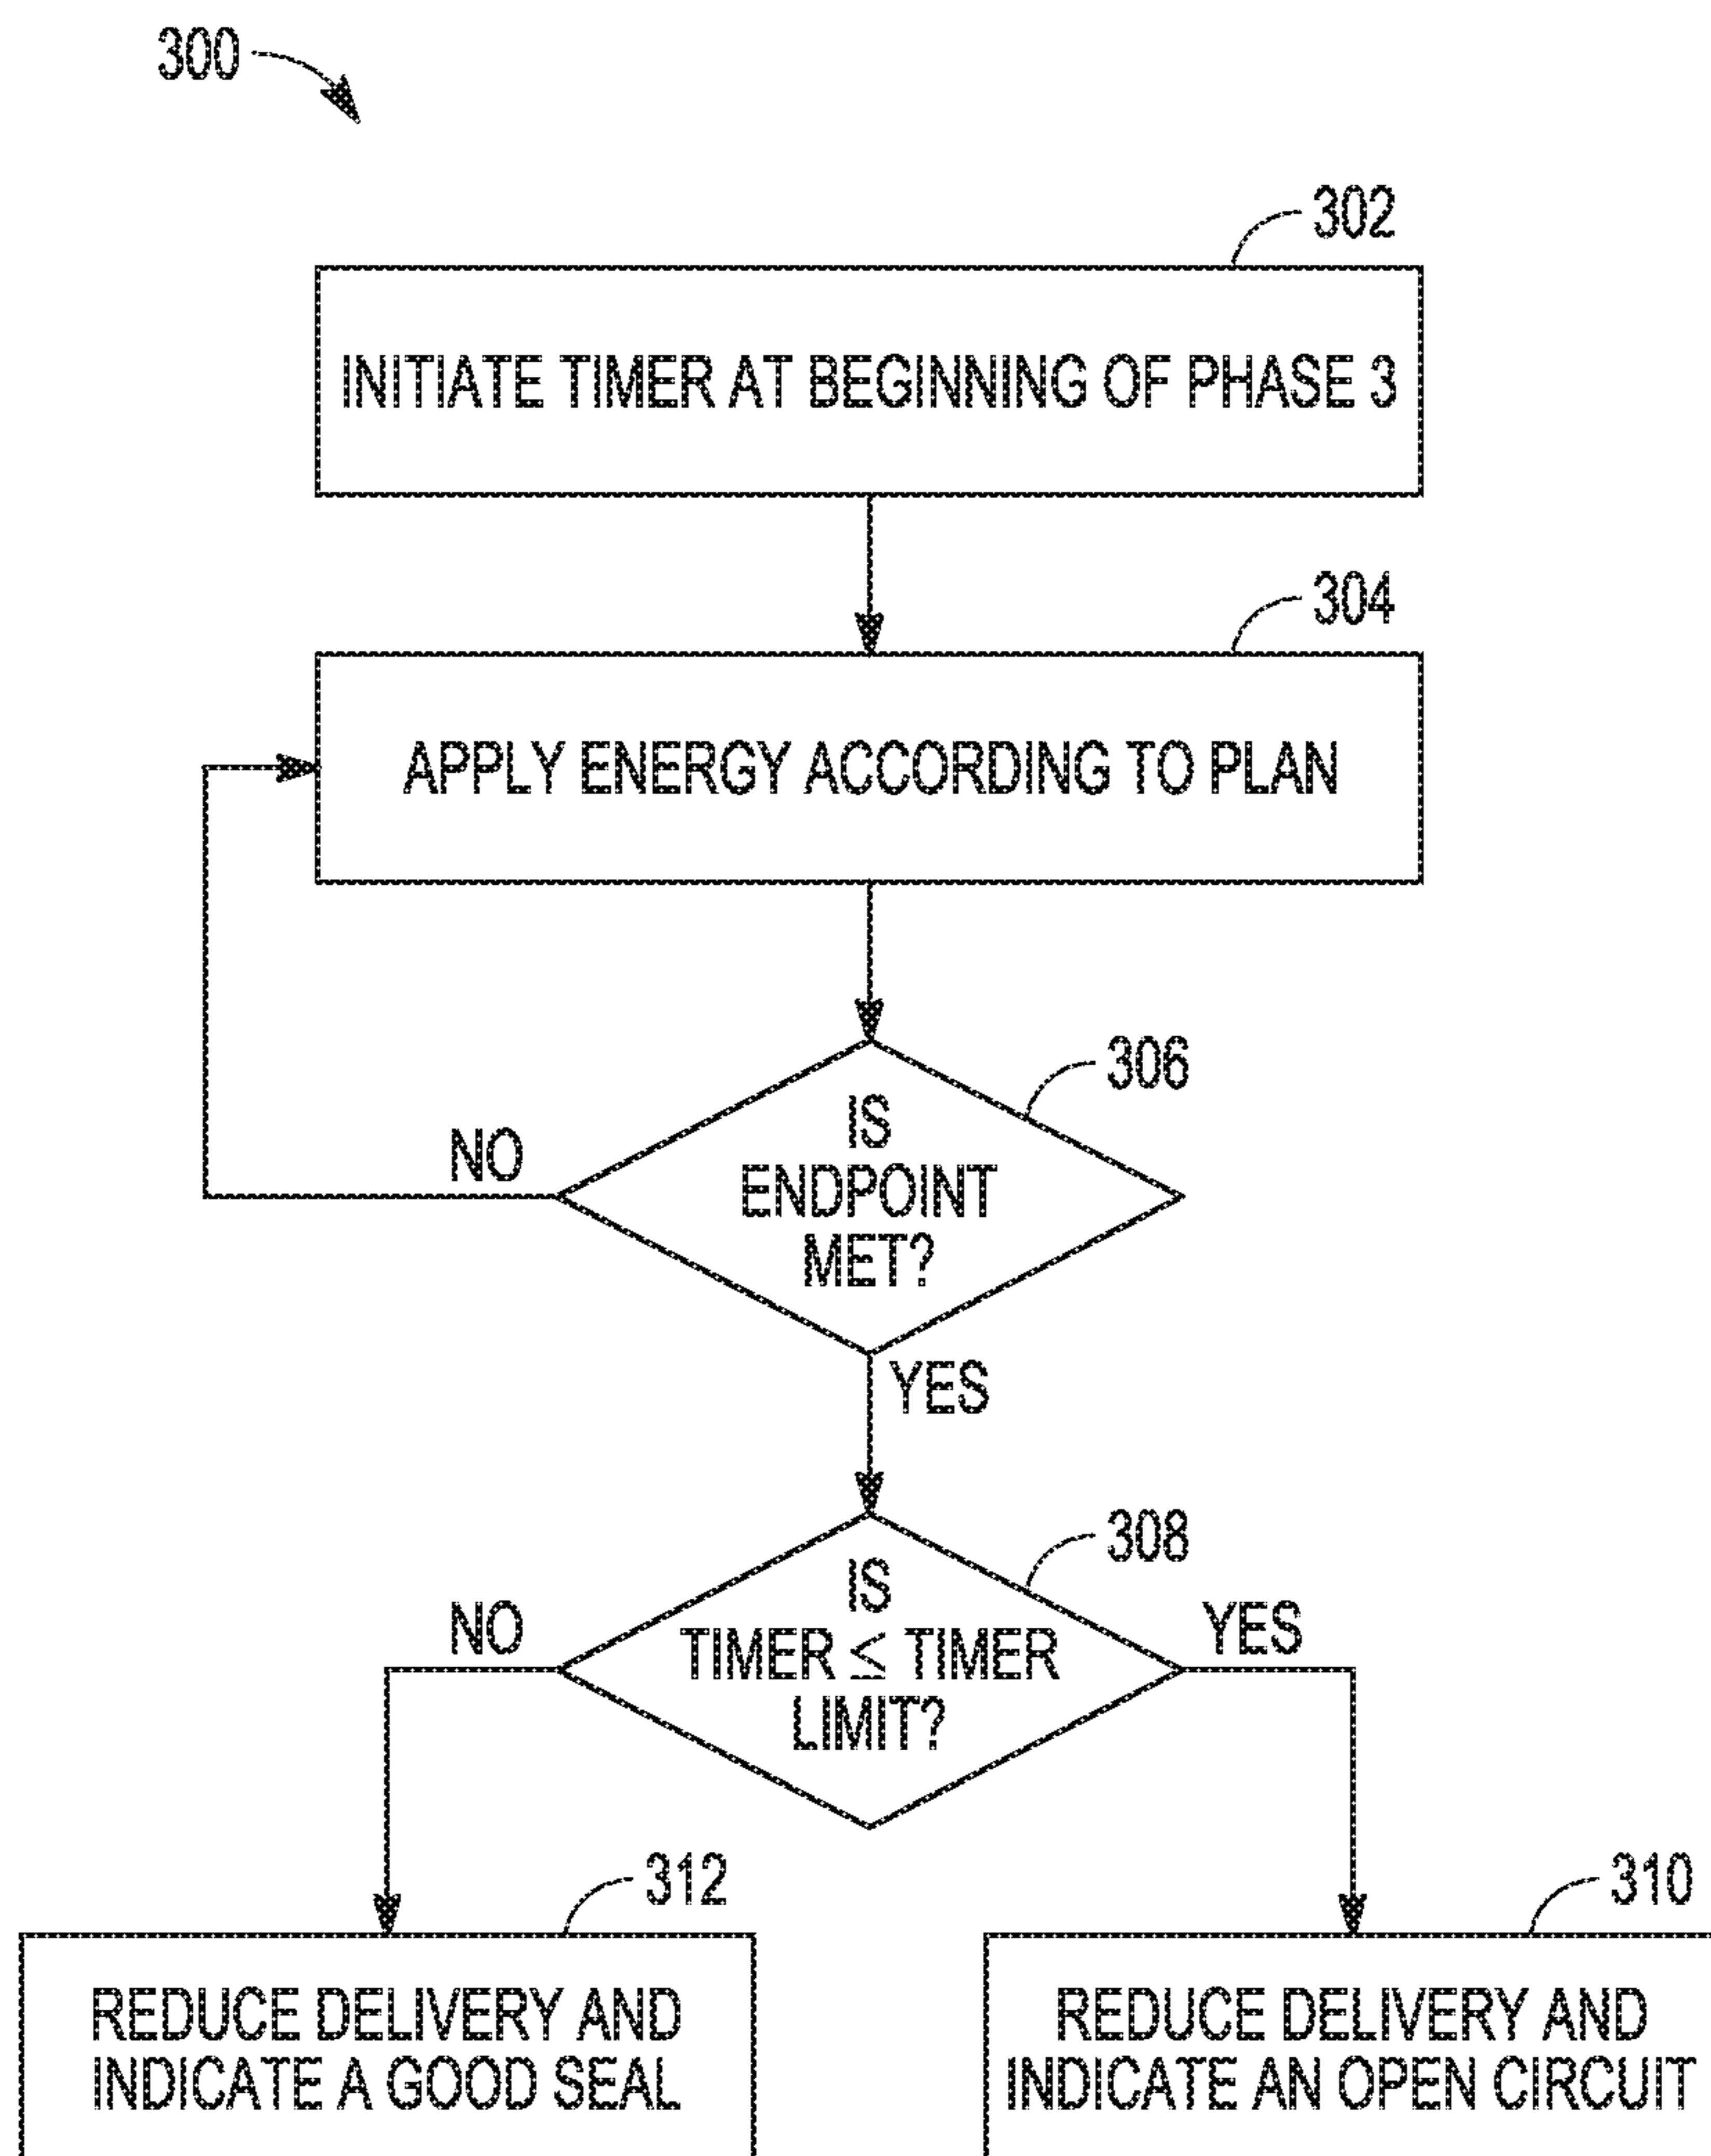 300
302
INITIATE TIMER AT BEGINNING OF PHASE 3
304
APPLY ENERGY ACCORDING TO PLAN
306
IS
ENDPOINT
MET?
NO
YES
308
IS
TIMER ≤ TIMER
LIMIT?
NO
YES
312
REDUCE DELIVERY AND
INDICATE A GOOD SEAL
310
REDUCE DELIVERY AND
INDICATE AN OPEN CIRCUIT